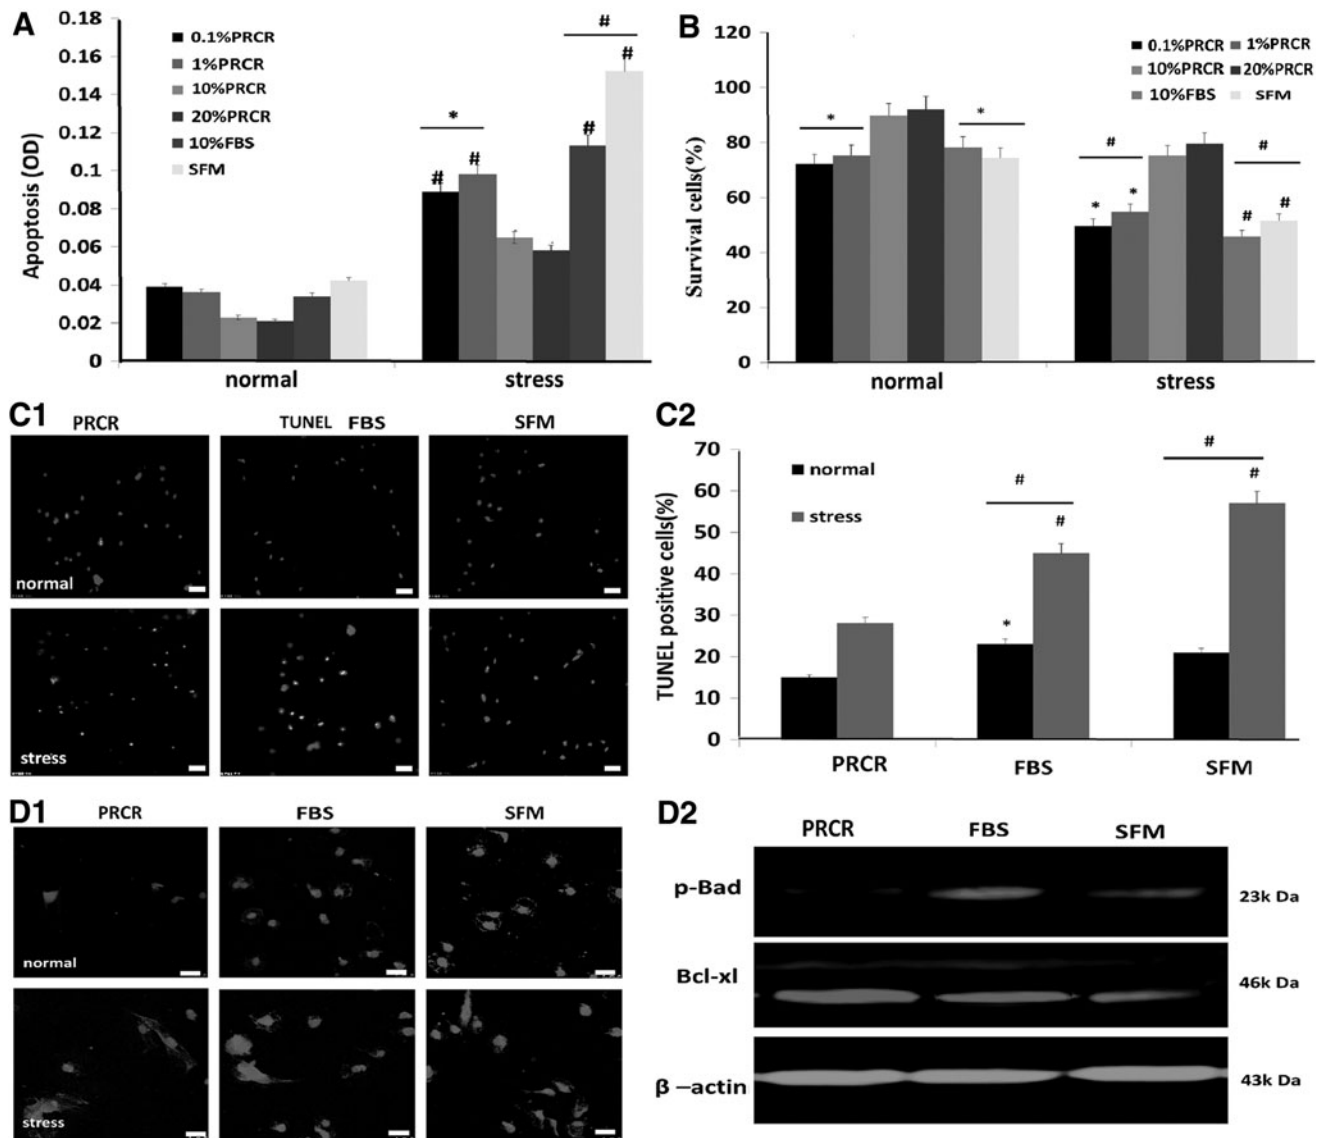 A
Apoptosis (OD)
0.18
0.16
0.14
0.12
0.1
0.08
0.06
0.04
0.02
0
0.1%PRCR
1%PRCR
10%PRCR
20%PRCR
10%FBS
SFM
*
#
#
#
#
#
normal stress
B
Survival cells(%)
120
100
80
60
40
20
0
0.1%PRCR 1%PRCR
10%PRCR 20%PRCR
10%FBS SFM
* *
# #
* * # #
normal stress
C1
PRCR TUNEL FBS SFM
normal
stress
C2
TUNEL positive cells(%)
70
60
50
40
30
20
10
0
normal
stress
# #
* # #
PRCR FBS SFM
D1
PRCR FBS SFM
normal
stress
D2
PRCR FBS SFM
p-Bad 23k Da
Bcl-xl 46k Da
β –actin 43k Da